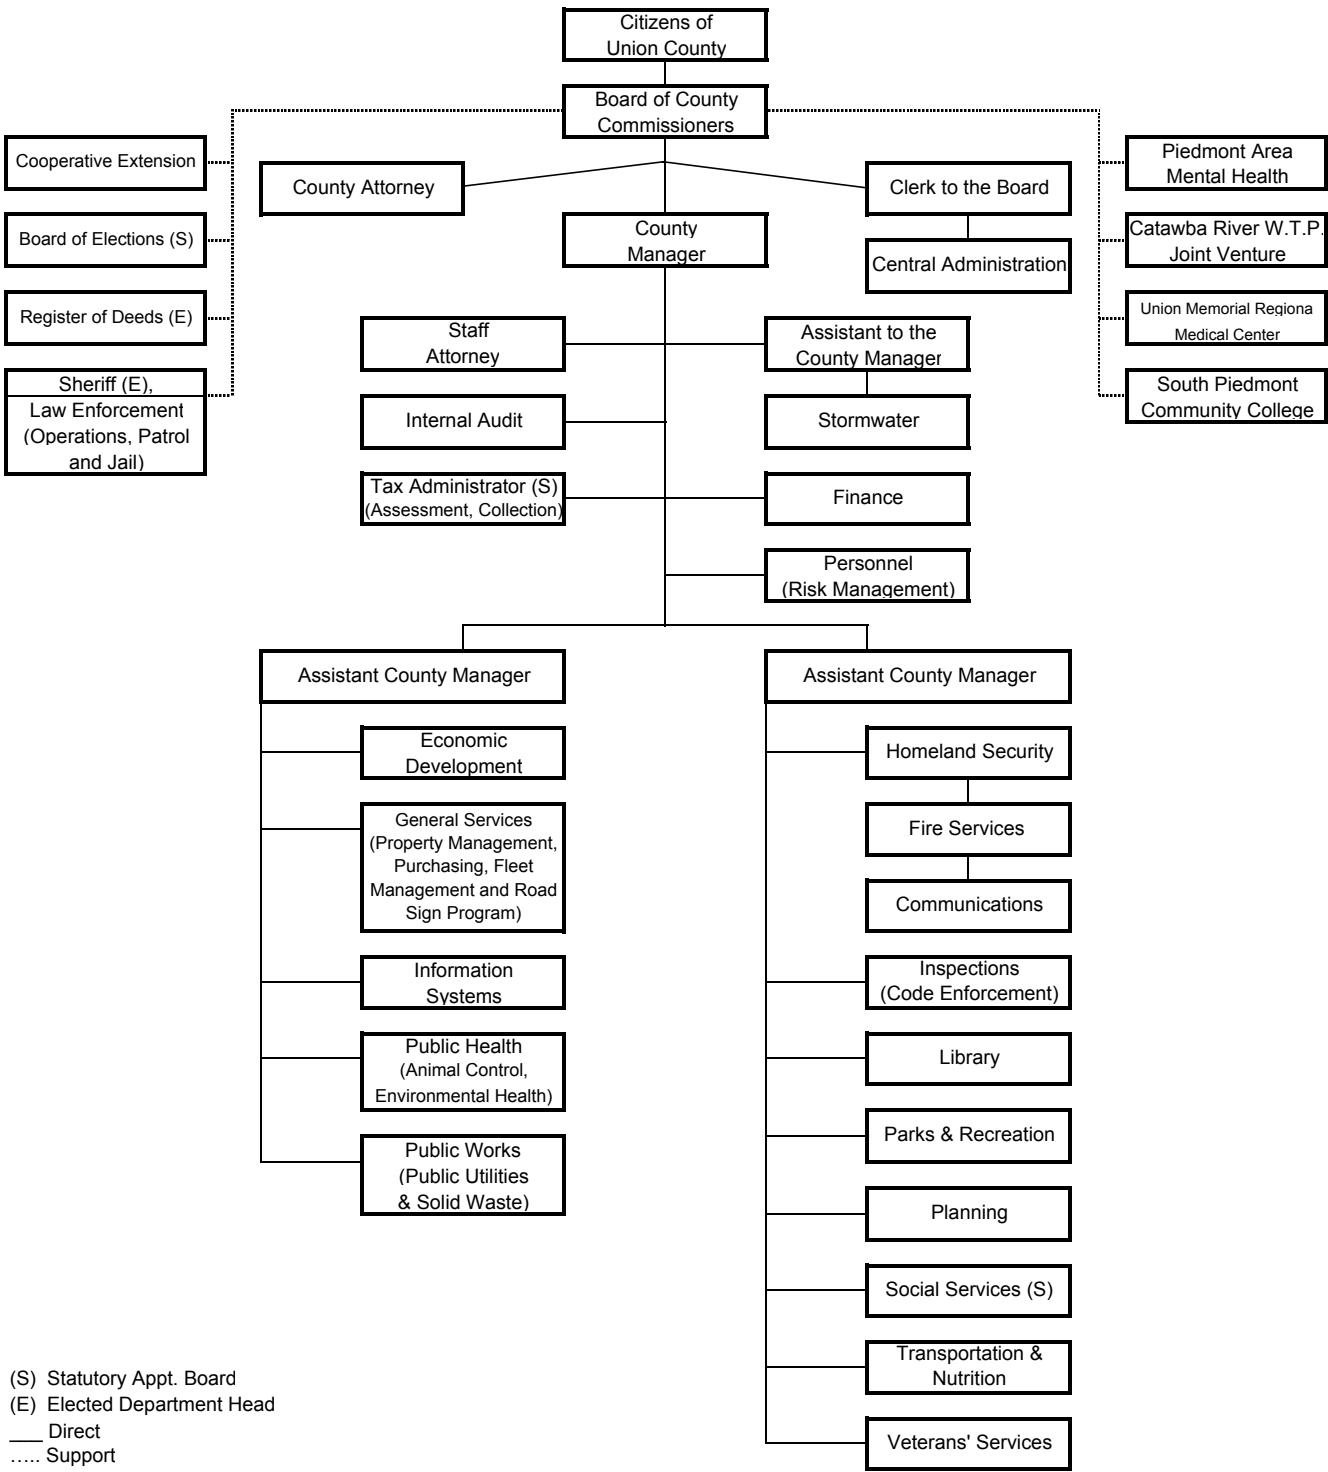 Citizens of
Union County
Board of County
Commissioners
Cooperative Extension
Board of Elections (S)
Register of Deeds (E)
Sheriff (E),
Law Enforcement
(Operations, Patrol
and Jail)
County Attorney
County
Manager
Clerk to the Board
Central Administration
Piedmont Area
Mental Health
Catawba River W.T.P.
Joint Venture
Union Memorial Regiona
Medical Center
South Piedmont
Community College
Staff
Attorney
Assistant to the
County Manager
Internal Audit
Stormwater
Tax Administrator (S)
(Assessment, Collection)
Finance
Personnel
(Risk Management)
Assistant County Manager
Economic
Development
General Services
(Property Management,
Purchasing, Fleet
Management and Road
Sign Program)
Information
Systems
Public Health
(Animal Control,
Environmental Health)
Public Works
(Public Utilities
& Solid Waste)
Assistant County Manager
Homeland Security
Fire Services
Communications
Inspections
(Code Enforcement)
Library
Parks & Recreation
Planning
Social Services (S)
Transportation &
Nutrition
Veterans' Services
(S) Statutory Appt. Board
(E) Elected Department Head
___ Direct
….. Support